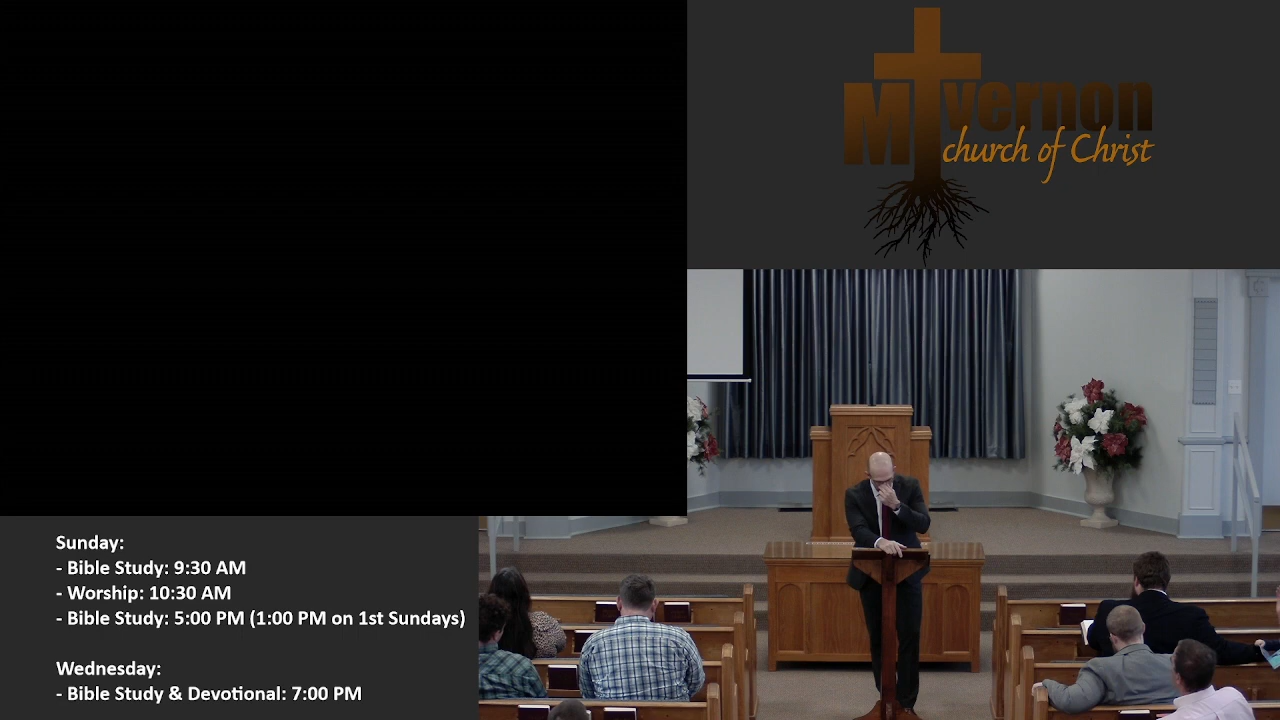 Mt vernon
church of Christ
Sunday:
- Bible Study: 9:30 AM
- Worship: 10:30 AM
- Bible Study: 5:00 PM (1:00 PM on 1st Sundays)
Wednesday:
- Bible Study & Devotional: 7:00 PM